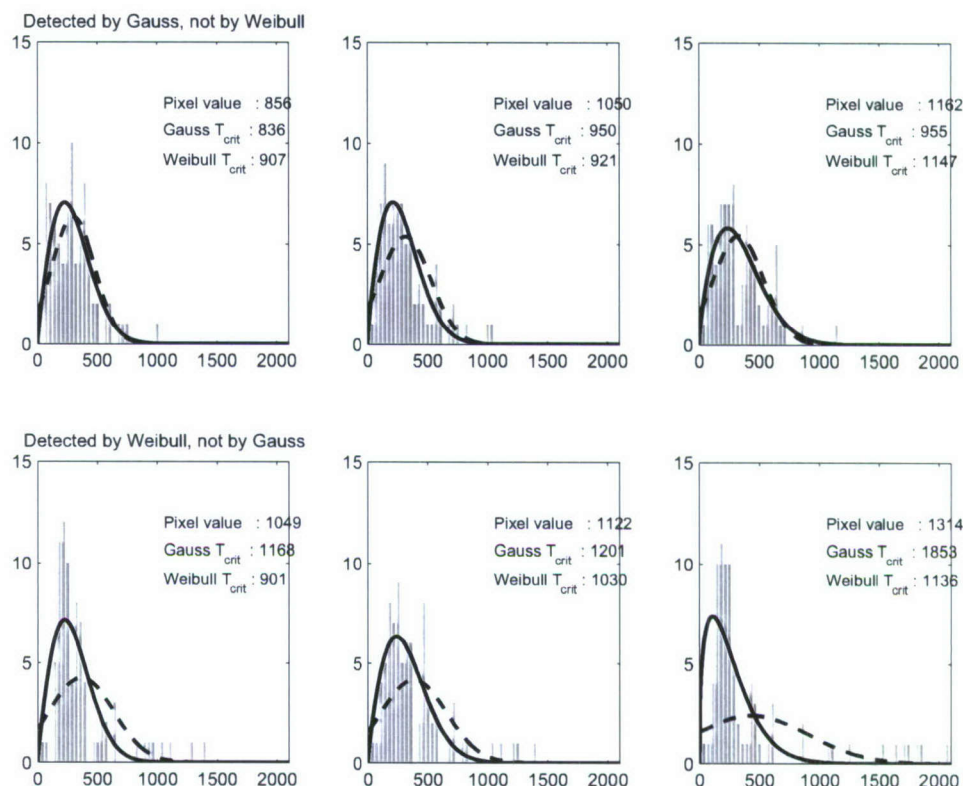 Detected by Gauss, not by Weibull
15
10
5
0
0 500 1000 1500 2000
Pixel value : 856
Gauss Tcrit : 836
Weibull Tcrit : 907
15
10
5
0
0 500 1000 1500 2000
Pixel value : 1050
Gauss Tcrit : 950
Weibull Tcrit : 921
15
10
5
0
0 500 1000 1500 2000
Pixel value : 1162
Gauss Tcrit : 955
Weibull Tcrit : 1147
Detected by Weibull, not by Gauss
15
10
5
0
0 500 1000 1500 2000
Pixel value : 1049
Gauss Tcrit : 1168
Weibull Tcrit : 901
15
10
5
0
0 500 1000 1500 2000
Pixel value : 1122
Gauss Tcrit : 1201
Weibull Tcrit : 1030
15
10
5
0
0 500 1000 1500 2000
Pixel value : 1314
Gauss Tcrit : 1853
Weibull Tcrit : 1136